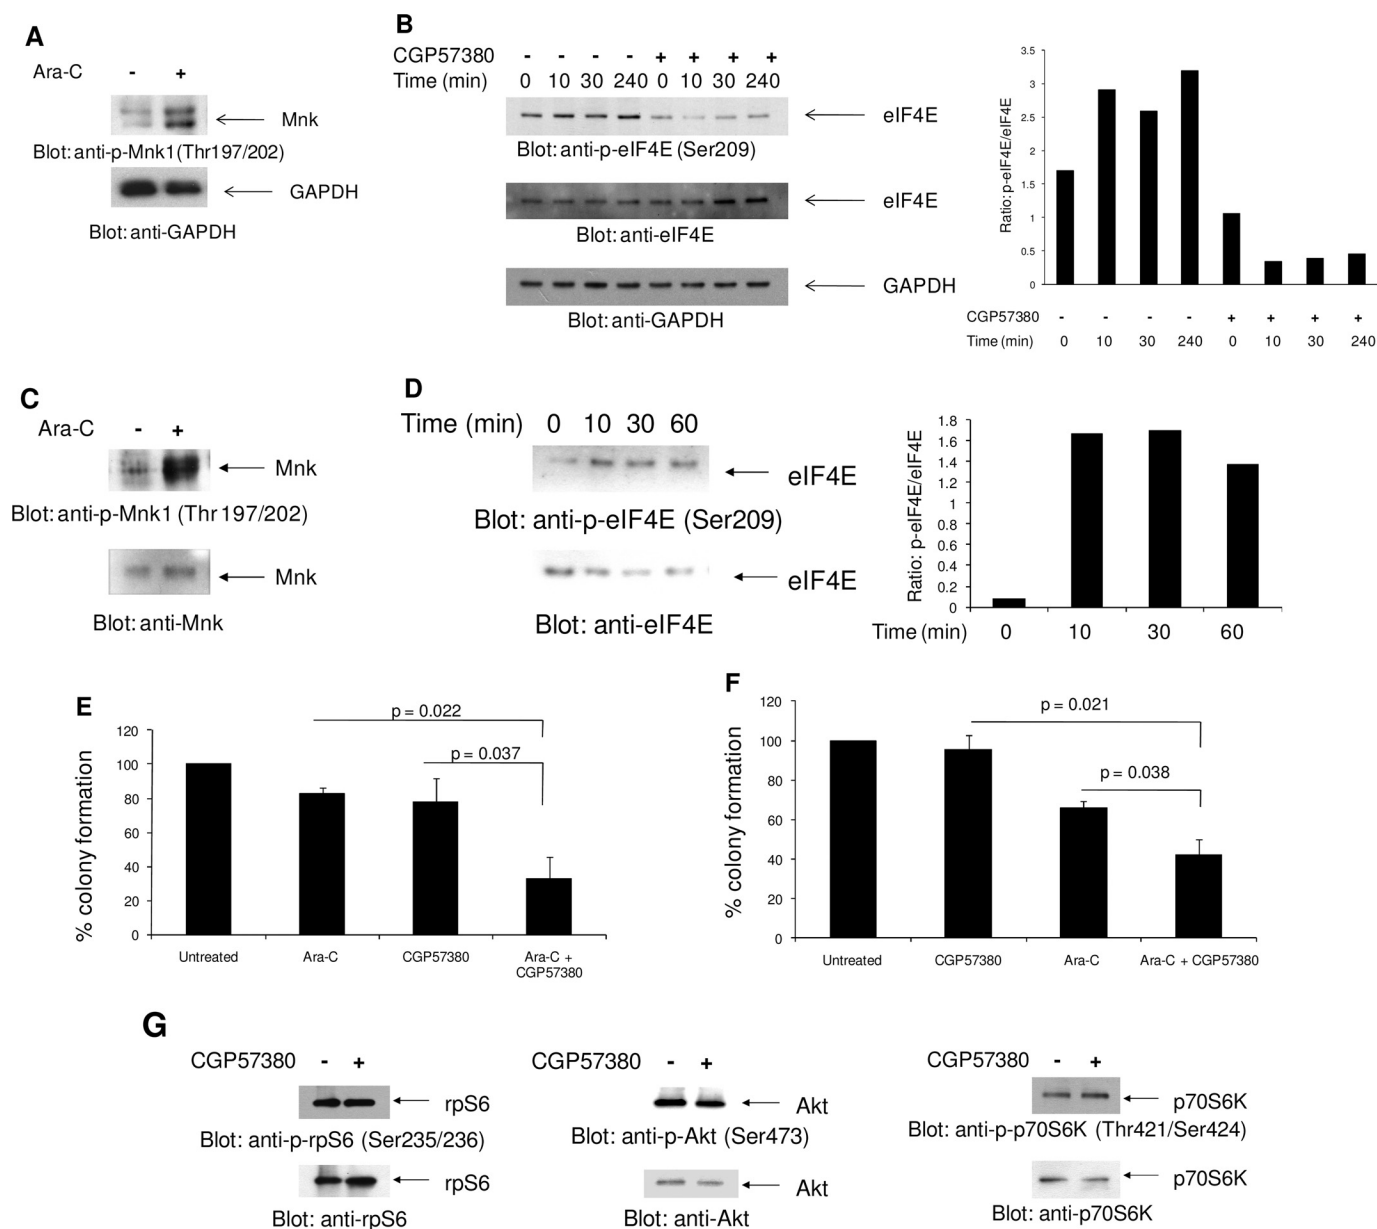 A
Ara-C - +
Mnk
Blot: anti-p-Mnk1(Thr197/202)
GAPDH
Blot: anti-GAPDH
B
CGP57380 - - - - + + + +
Time (min) 0 10 30 240 0 10 30 240
eIF4E
Blot: anti-p-eIF4E (Ser209)
eIF4E
Blot: anti-eIF4E
GAPDH
Blot: anti-GAPDH
Ratio: p-eIF4E/eIF4E
3.5
3
2.5
2
1.5
1
0.5
0
CGP57380 - - - - + + + +
Time (min) 0 10 30 240 0 10 30 240
C
Ara-C - +
Mnk
Blot: anti-p-Mnk1 (Thr 197/202)
Mnk
Blot: anti-Mnk
D
Time (min) 0 10 30 60
eIF4E
Blot: anti-p-eIF4E (Ser209)
eIF4E
Blot: anti-eIF4E
Ratio: p-eIF4E/eIF4E
1.8
1.6
1.4
1.2
1
0.8
0.6
0.4
0.2
0
Time (min) 0 10 30 60
E
p = 0.022
p = 0.037
% colony formation
120
100
80
60
40
20
0
Untreated Ara-C CGP57380 Ara-C +
CGP57380
F
p = 0.021
p = 0.038
% colony formation
120
100
80
60
40
20
0
Untreated CGP57380 Ara-C Ara-C + CGP57380
G
CGP57380 - +
rpS6
Blot: anti-p-rpS6 (Ser235/236)
rpS6
Blot: anti-rpS6
CGP57380 - +
Akt
Blot: anti-p-Akt (Ser473)
Akt
Blot: anti-Akt
CGP57380 - +
p70S6K
Blot: anti-p-p70S6K (Thr421/Ser424)
p70S6K
Blot: anti-p70S6K